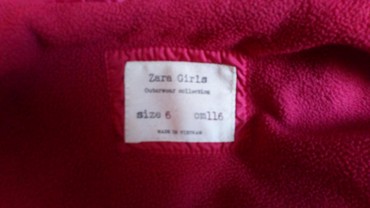 Zara Girls
Outerwear collection
size 6 cm116
MADE IN VIETNAM